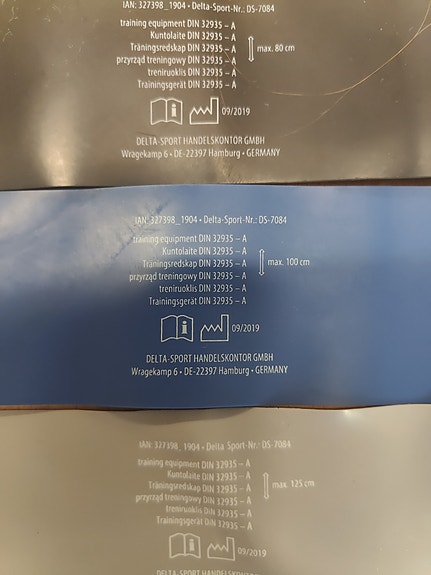 IAN: 327398_1904 • Delta-Sport-Nr.: DS-7084
training equipment DIN 32935 – A
Kuntolaite DIN 32935 – A
Träningsredskap DIN 32935 – A
max. 80 cm
przyrząd treningowy DIN 32935 – A
treniruoklis DIN 32935 – A
Trainingsgerät DIN 32935 – A
09/2019
DELTA-SPORT HANDELSKONTOR GMBH
Wragekamp 6 • DE-22397 Hamburg • GERMANY
IAN: 327398_1904 • Delta-Sport-Nr.: DS-7084
training equipment DIN 32935 – A
Kuntolaite DIN 32935 – A
Träningsredskap DIN 32935 – A
max. 100 cm
przyrząd treningowy DIN 32935 – A
treniruoklis DIN 32935 – A
Trainingsgerät DIN 32935 – A
09/2019
DELTA-SPORT HANDELSKONTOR GMBH
Wragekamp 6 • DE-22397 Hamburg • GERMANY
IAN: 327398_1904 • Delta-Sport-Nr.: DS-7084
training equipment DIN 32935 – A
Kuntolaite DIN 32935 – A
Träningsredskap DIN 32935 – A
max. 125 cm
przyrząd treningowy DIN 32935 – A
treniruoklis DIN 32935 – A
Trainingsgerät DIN 32935 – A
09/2019
DELTA-SPORT HANDELSKONTOR GMBH